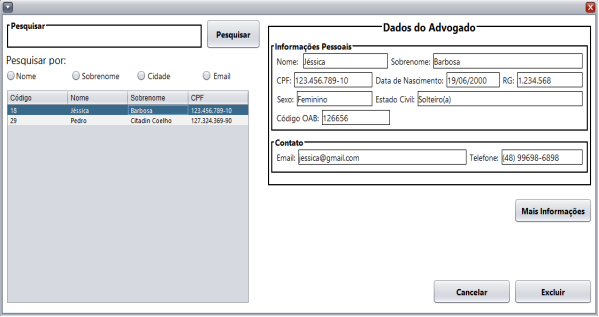 Pesquisar
Pesquisar
Pesquisar por:
Nome Sobrenome Cidade Email
Código Nome Sobrenome CPF
18 Jéssica Barbosa 123.456.789-10
29 Pedro Citadin Coelho 127.324.369-90
Dados do Advogado
Informações Pessoais
Nome: Jéssica Sobrenome: Barbosa
CPF: 123.456.789-10 Data de Nascimento: 19/06/2000 RG: 1.234.568
Sexo: Feminino Estado Civil: Solteiro(a)
Código OAB: 126656
Contato
Email: jessica@gmail.com Telefone: (48) 99698-6898
Mais Informações
Cancelar Excluir